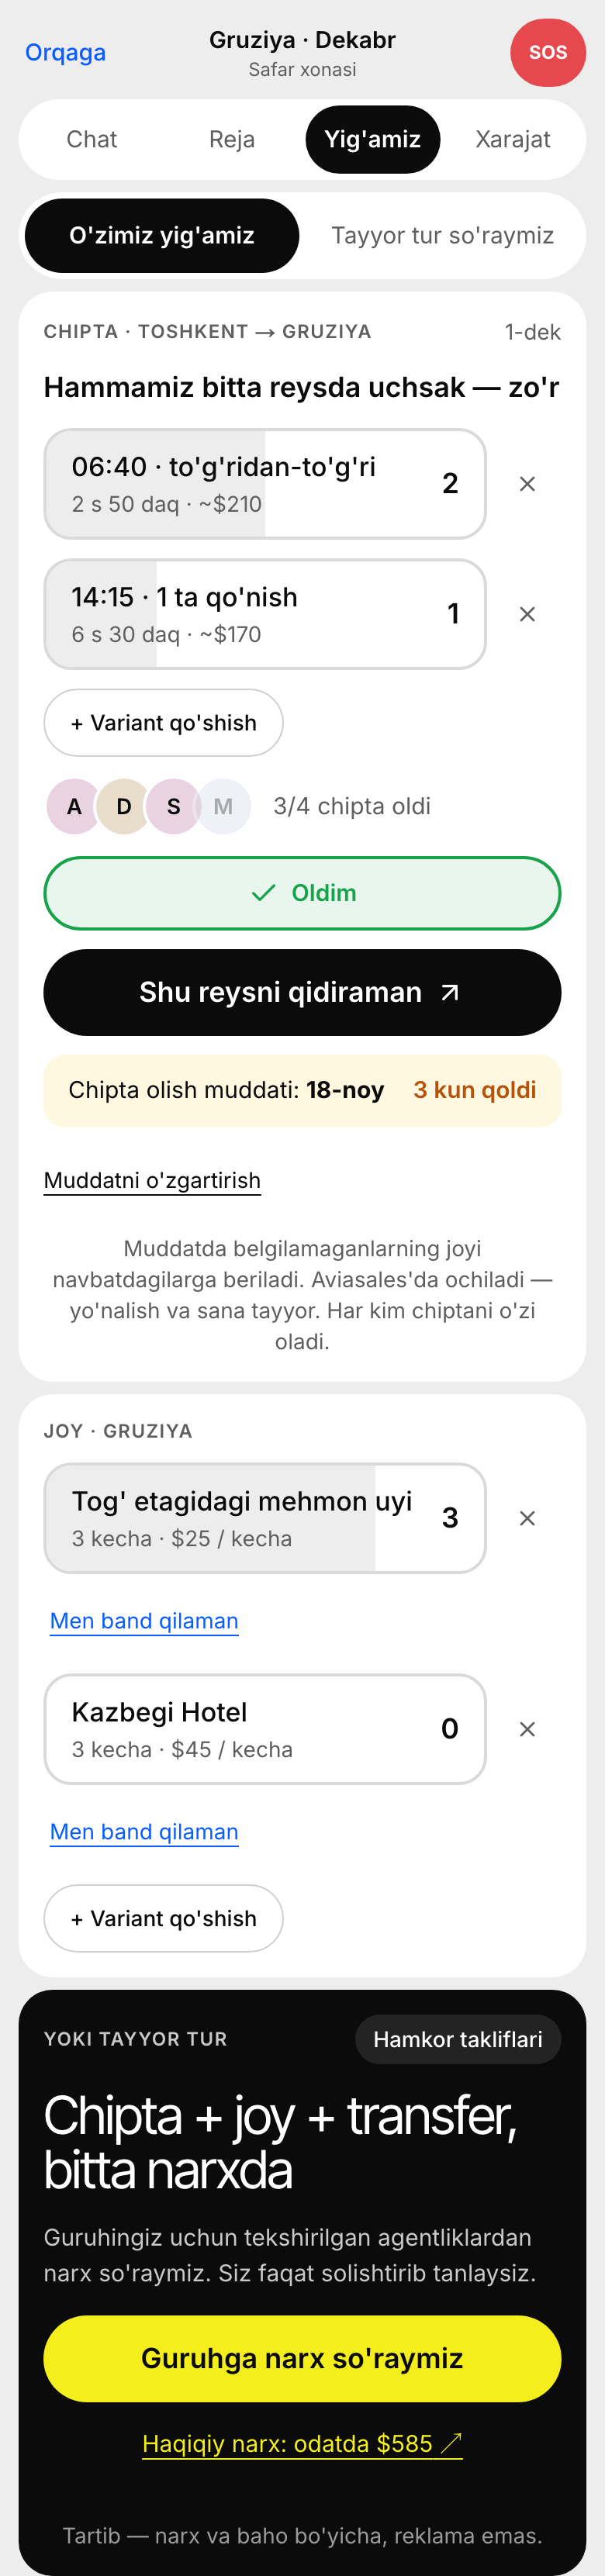 Orqaga
Gruziya · Dekabr
Safar xonasi
SOS
Chat
Reja
Yig'amiz
Xarajat
O'zimiz yig'amiz
Tayyor tur so'raymiz
CHIPTA · TOSHKENT → GRUZIYA
1-dek
Hammamiz bitta reysda uchsak — zo'r
06:40 · to'g'ridan-to'g'ri
2 s 50 daq · ~$210
2
×
14:15 · 1 ta qo'nish
6 s 30 daq · ~$170
1
×
+ Variant qo'shish
A D S M
3/4 chipta oldi
✓ Oldim
Shu reysni qidiraman ↗
Chipta olish muddati: 18-noy
3 kun qoldi
Muddatni o'zgartirish
Muddatda belgilamaganlarning joyi
navbatdagilarga beriladi. Aviasales'da ochiladi —
yo'nalish va sana tayyor. Har kim chiptani o'zi
oladi.
JOY · GRUZIYA
Tog' etagidagi mehmon uyi
3 kecha · $25 / kecha
3
×
Men band qilaman
Kazbegi Hotel
3 kecha · $45 / kecha
0
×
Men band qilaman
+ Variant qo'shish
YOKI TAYYOR TUR
Hamkor takliflari
Chipta + joy + transfer,
bitta narxda
Guruhingiz uchun tekshirilgan agentliklardan
narx so'raymiz. Siz faqat solishtirib tanlaysiz.
Guruhga narx so'raymiz
Haqiqiy narx: odatda $585 ↗
Tartib — narx va baho bo'yicha, reklama emas.